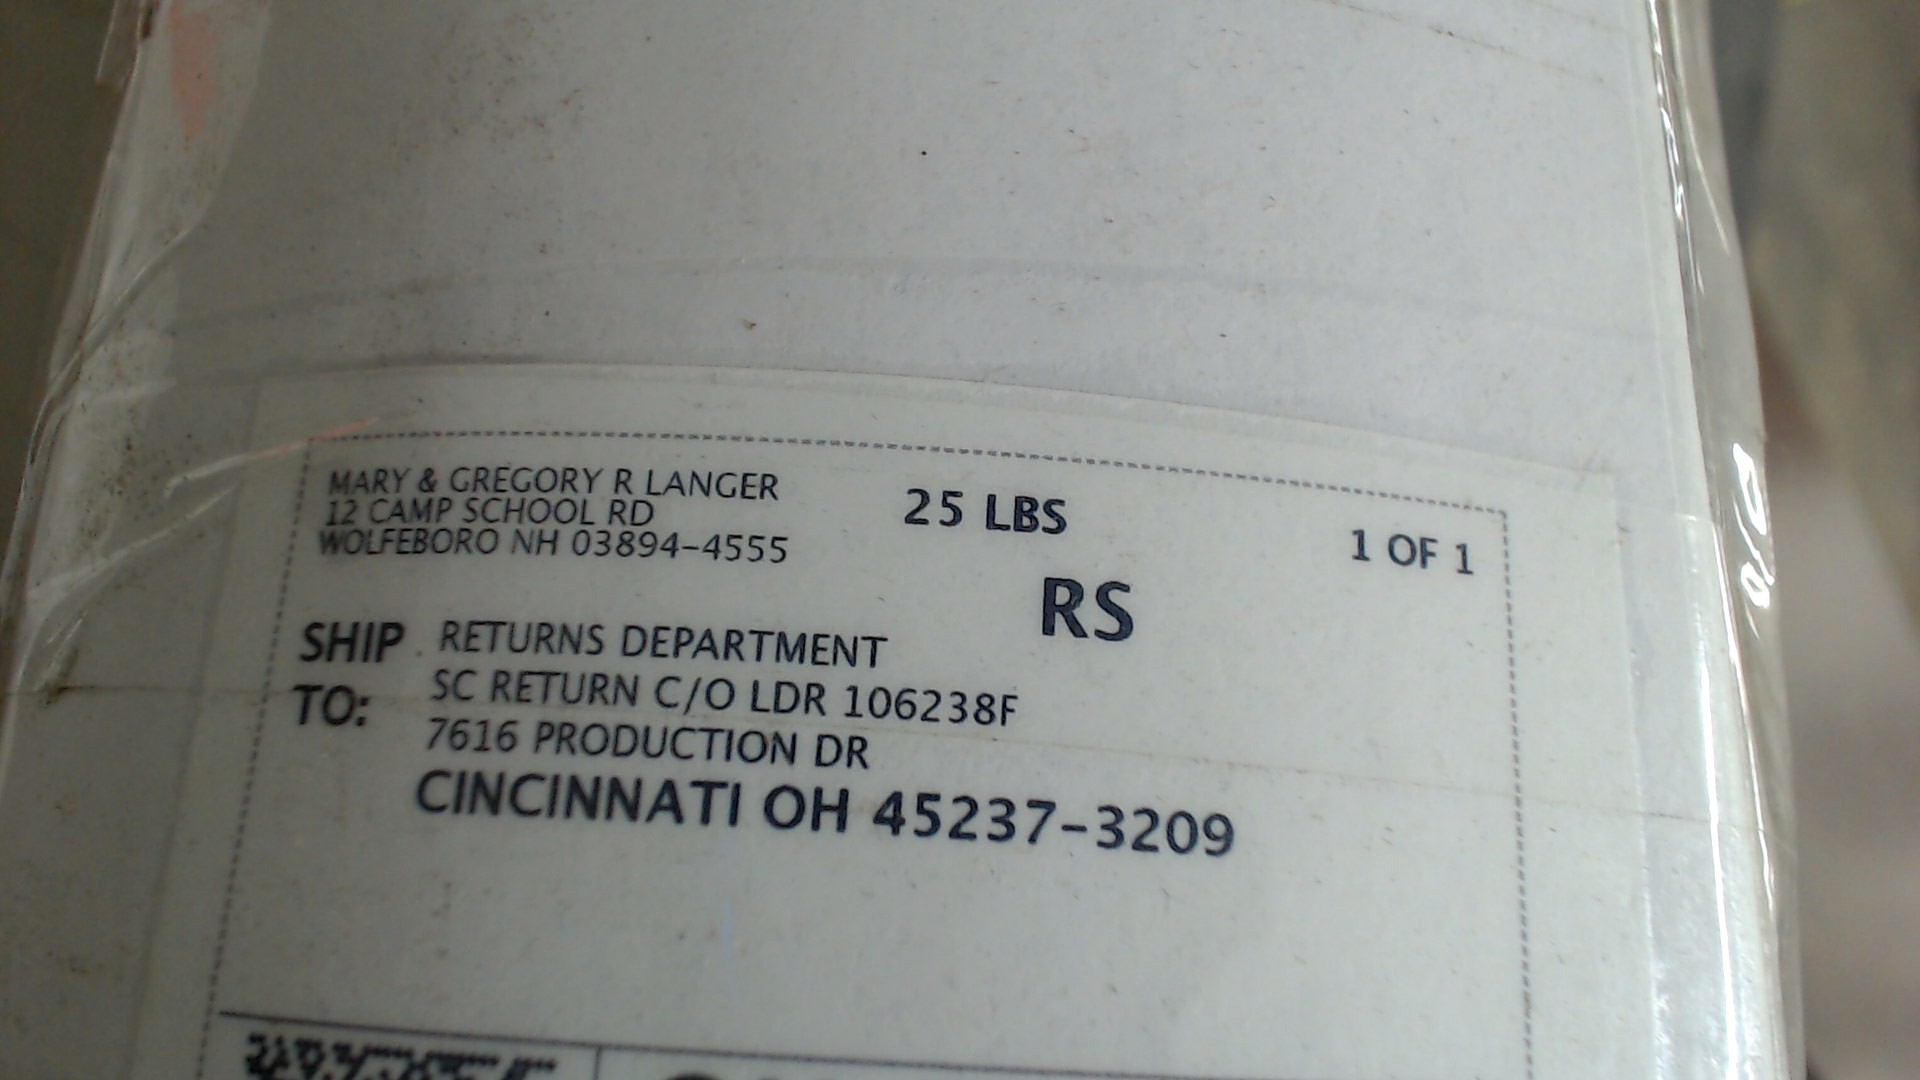 MARY & GREGORY R LANGER
12 CAMP SCHOOL RD
WOLFEBORO NH 03894-4555
25 LBS
1 OF 1
RS
SHIP TO:
RETURNS DEPARTMENT
SC RETURN C/O LDR 106238F
7616 PRODUCTION DR
CINCINNATI OH 45237-3209